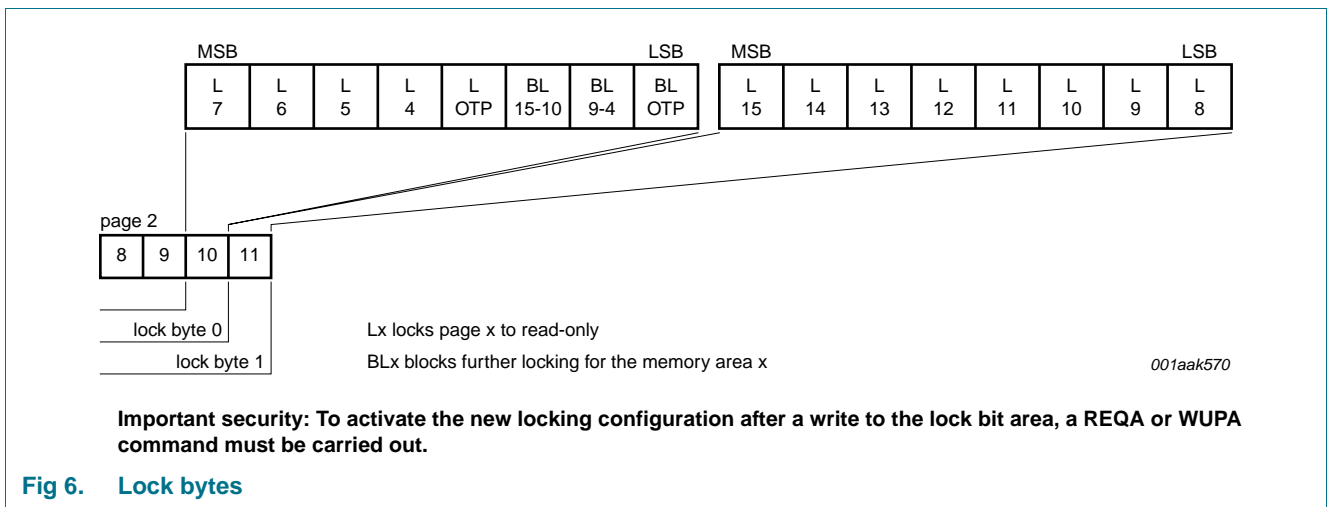 MSB LSB MSB LSB
L L L L L BL BL BL L L L L L L L L
7 6 5 4 OTP 15-10 9-4 OTP 15 14 13 12 11 10 9 8
page 2
8 9 10 11
lock byte 0 Lx locks page x to read-only
lock byte 1 BLx blocks further locking for the memory area x 001aak570
Important security: To activate the new locking configuration after a write to the lock bit area, a REQA or WUPA
command must be carried out.
Fig 6. Lock bytes